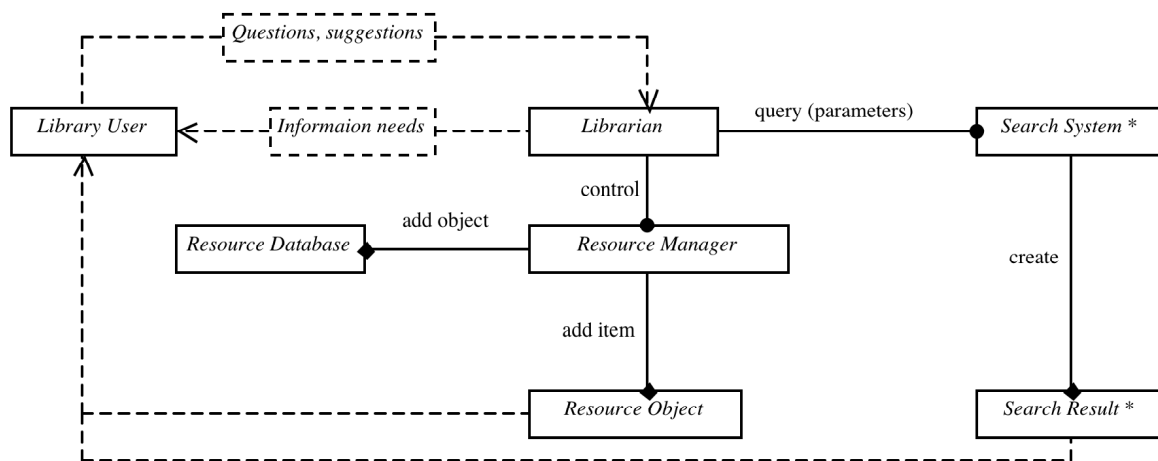 Questions, suggestions
query (parameters)
Library User
Informaion needs
Librarian
Search System *
control
add object
Resource Database
Resource Manager
create
add item
Resource Object
Search Result *